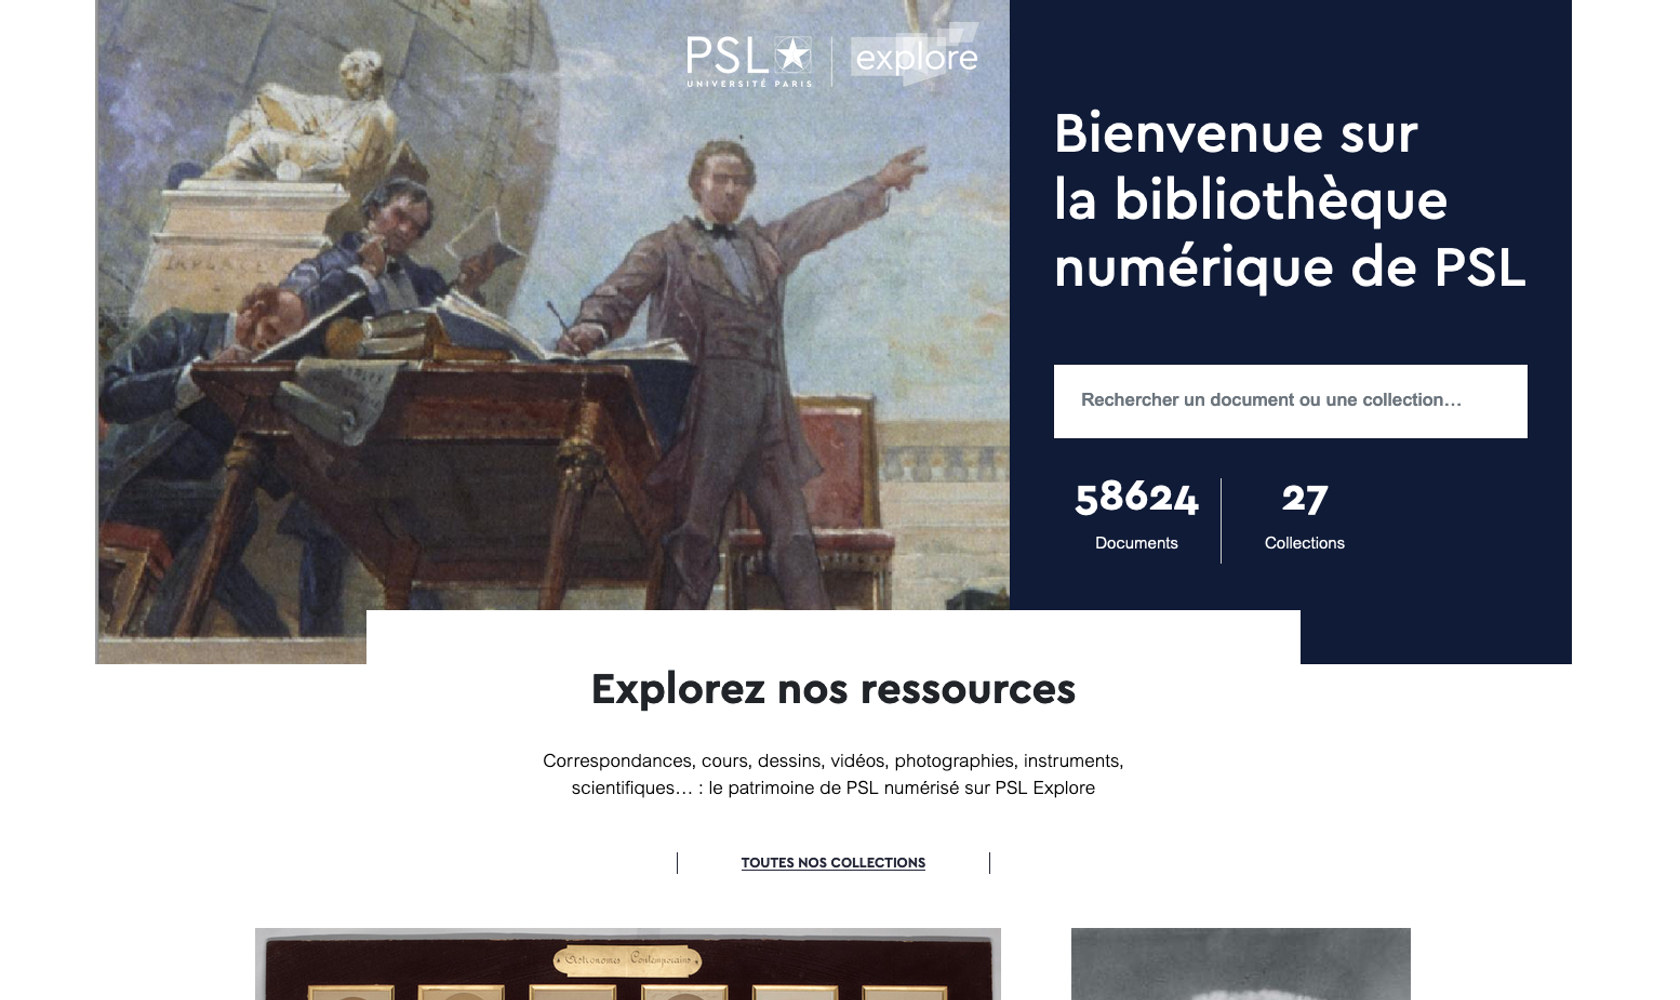 PSL
UNIVERSITÉ PARIS
explore
Bienvenue sur
la bibliothèque
numérique de PSL
Rechercher un document ou une collection...
58624
Documents
27
Collections
Explorez nos ressources
Correspondances, cours, dessins, vidéos, photographies, instruments,
scientifiques... : le patrimoine de PSL numérisé sur PSL Explore
TOUTES NOS COLLECTIONS
Astronomes Contemporains